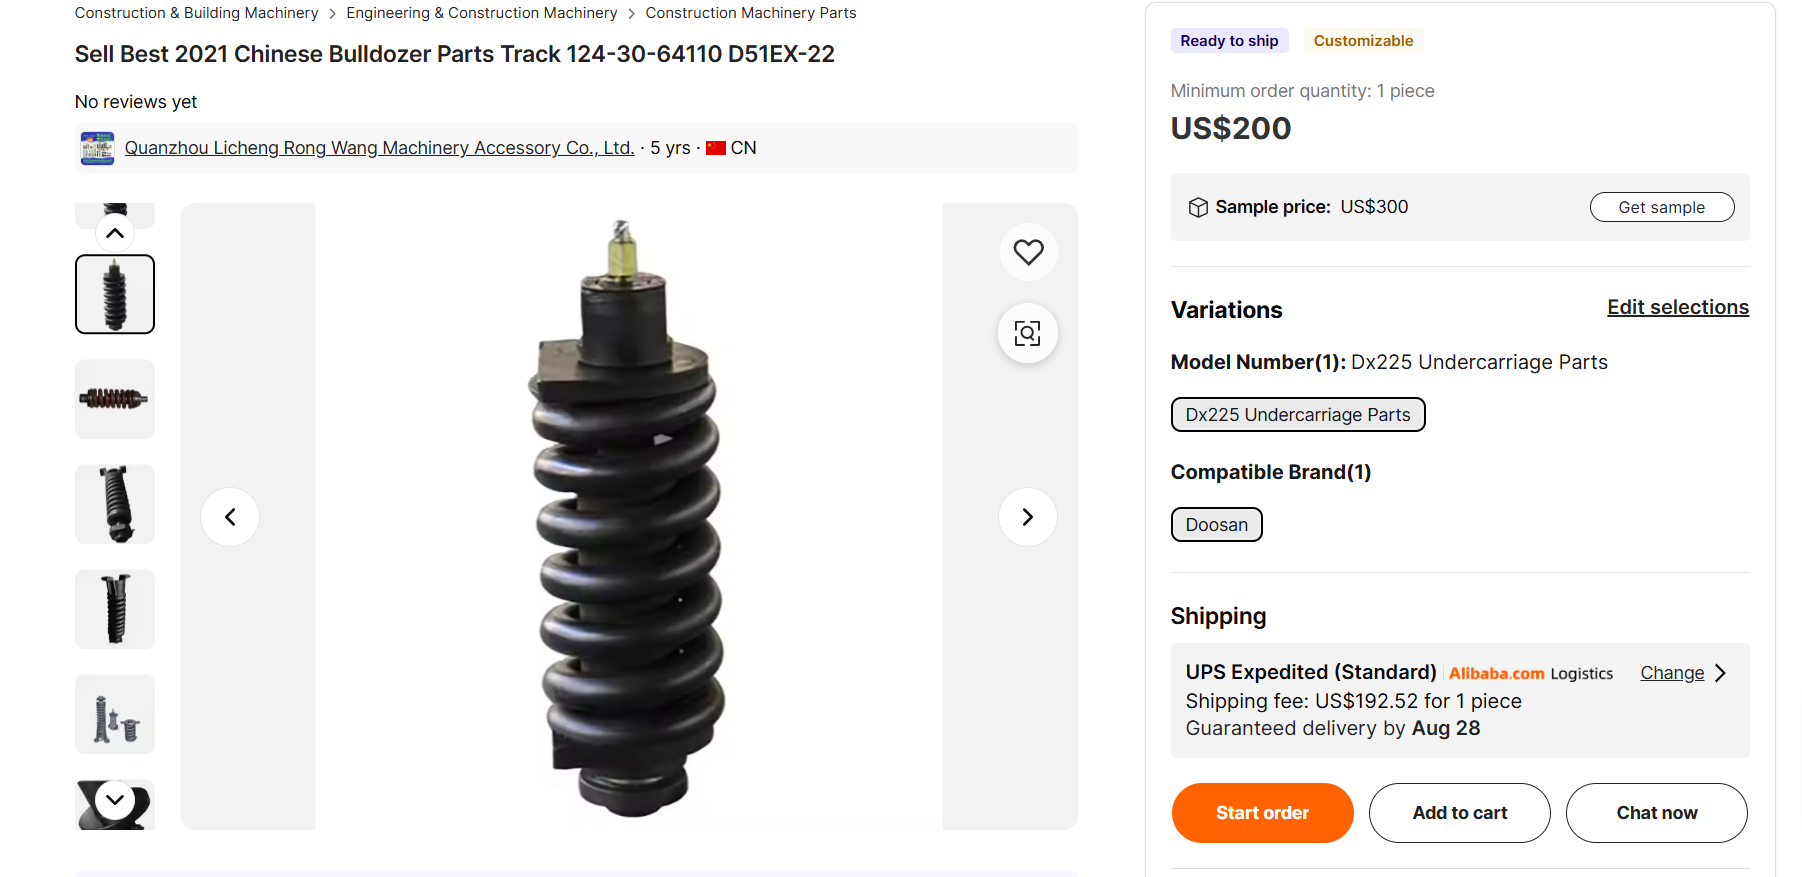 Construction & Building Machinery > Engineering & Construction Machinery > Construction Machinery Parts
Sell Best 2021 Chinese Bulldozer Parts Track 124-30-64110 D51EX-22
No reviews yet
Quanzhou Licheng Rong Wang Machinery Accessory Co., Ltd. · 5 yrs · CN
Ready to ship
Customizable
Minimum order quantity: 1 piece
US$200
Sample price: US$300
Get sample
Variations
Edit selections
Model Number(1): Dx225 Undercarriage Parts
Dx225 Undercarriage Parts
Compatible Brand(1)
Doosan
Shipping
UPS Expedited (Standard) Alibaba.com Logistics
Change
Shipping fee: US$192.52 for 1 piece
Guaranteed delivery by Aug 28
Start order
Add to cart
Chat now